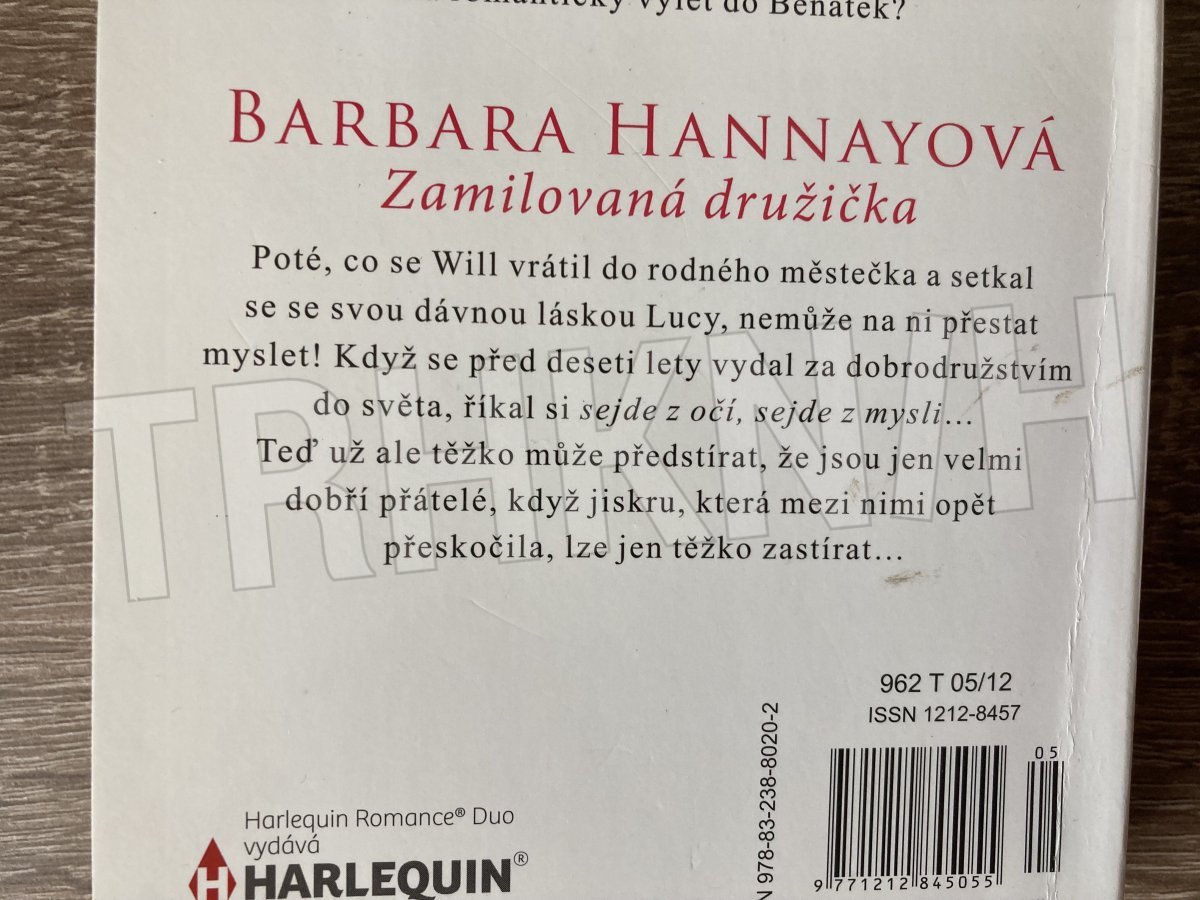 romantický výlet do Benátek?
BARBARA HANNAYOVÁ
Zamilovaná družička
Poté, co se Will vrátil do rodného městečka a setkal
se se svou dávnou láskou Lucy, nemůže na ni přestat
myslet! Když se před deseti lety vydal za dobrodružstvím
do světa, říkal si sejde z očí, sejde z mysli...
Teď už ale těžko může předstírat, že jsou jen velmi
dobří přátelé, když jiskru, která mezi nimi opět
přeskočila, lze jen těžko zastírat...
TRHKNIH
962 T 05/12
ISSN 1212-8457
05
9 771212 845055
N 978-83-238-8020-2
Harlequin Romance® Duo
vydává
H HARLEQUIN®